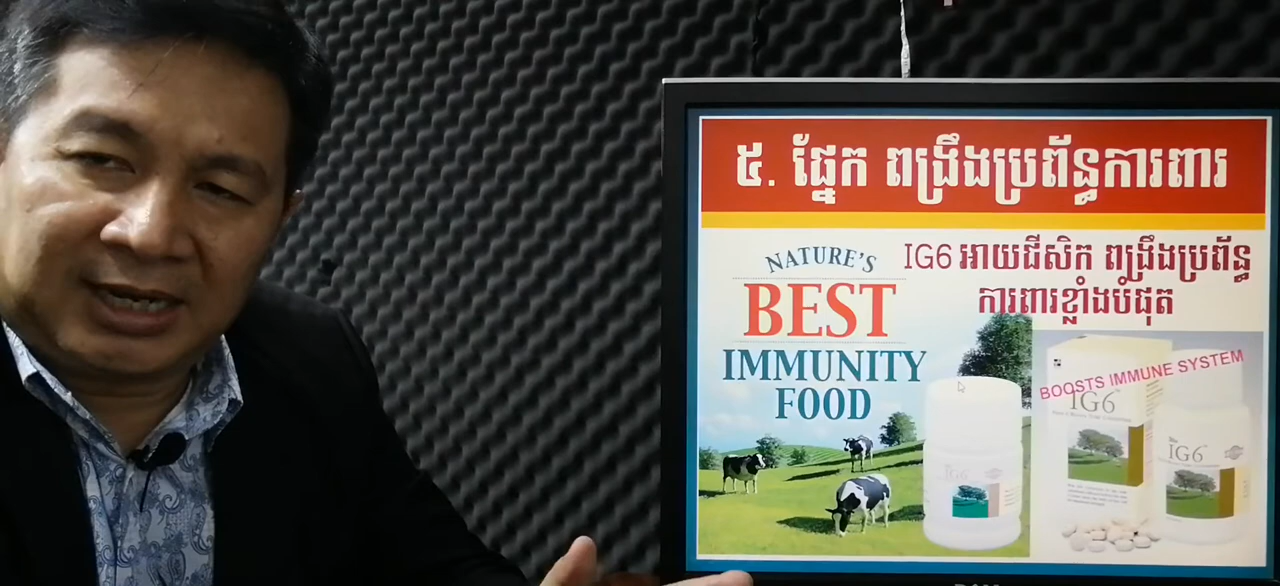 ៥. ផ្នែក ពង្រឹងប្រព័ន្ធការពារ
NATURE'S
BEST
IMMUNITY
FOOD
IG6 អាយជីសិក ពង្រឹងប្រព័ន្ធ
ការពារខ្លាំងបំផុត
BOOSTS IMMUNE SYSTEM
IG6
IG6
IG6